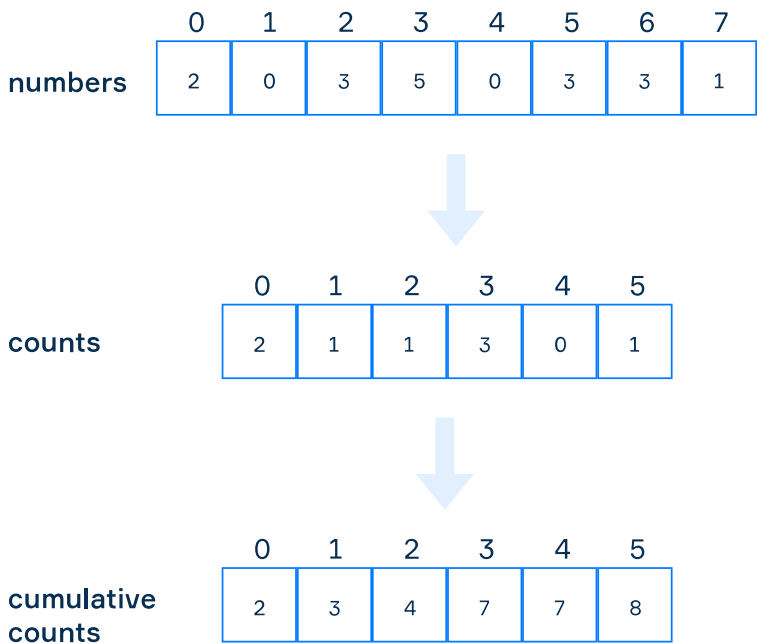 0 1 2 3 4 5 6 7
numbers 2 0 3 5 0 3 3 1
0 1 2 3 4 5
counts 2 1 1 3 0 1
0 1 2 3 4 5
cumulative
counts 2 3 4 7 7 8